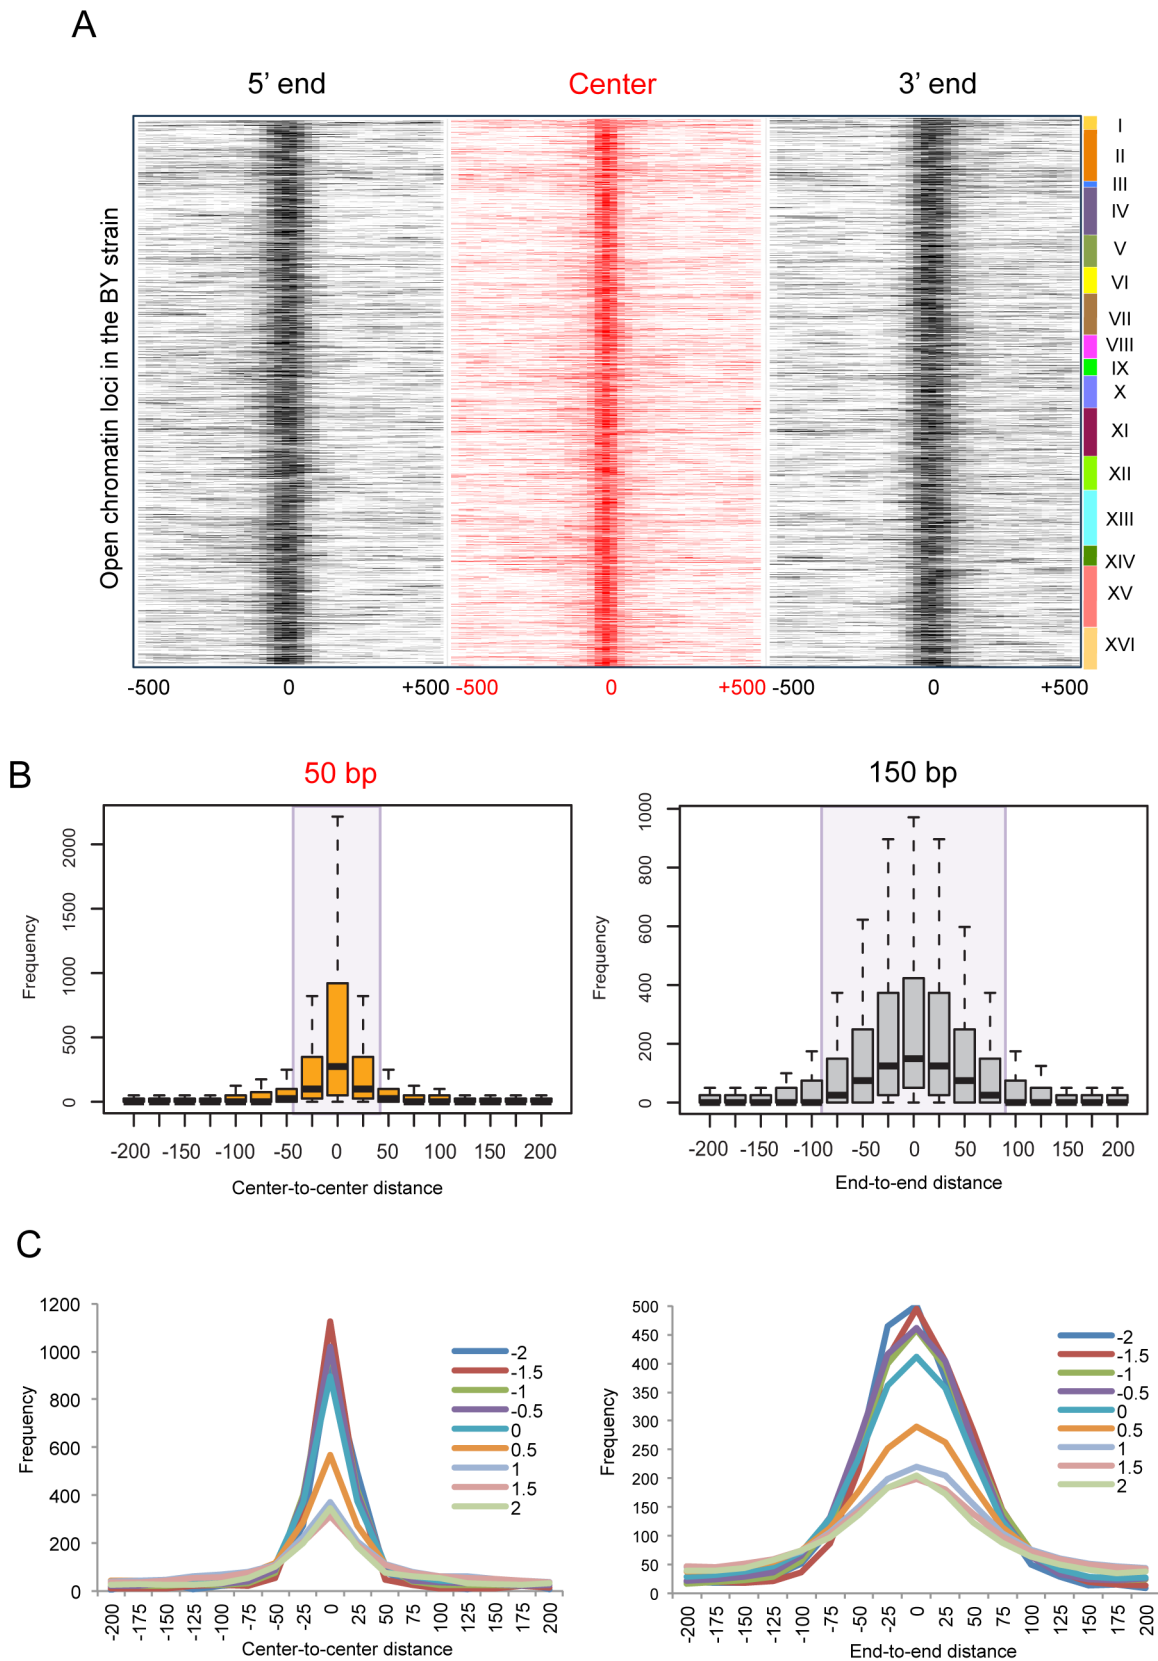 A
5’ end Center 3’ end
Open chromatin loci in the BY strain
I
II
III
IV
V
VI
VII
VIII
IX
X
XI
XII
XIII
XIV
XV
XVI
-500 0 +500 -500 0 +500 -500 0 +500
B
50 bp
Frequency
2000
1500
1000
500
0
-200 -150 -100 -50 0 50 100 150 200
Center-to-center distance
150 bp
Frequency
1000
800
600
400
200
0
-200 -150 -100 -50 0 50 100 150 200
End-to-end distance
C
Frequency
1200
1000
800
600
400
200
0
-2
-1.5
-1
-0.5
0
0.5
1
1.5
2
-200 -175 -150 -125 -100 -75 -50 -25 0 25 50 75 100 125 150 175 200
Center-to-center distance
Frequency
500
450
400
350
300
250
200
150
100
50
0
-2
-1.5
-1
-0.5
0
0.5
1
1.5
2
-200 -175 -150 -125 -100 -75 -50 -25 0 25 50 75 100 125 150 175 200
End-to-end distance